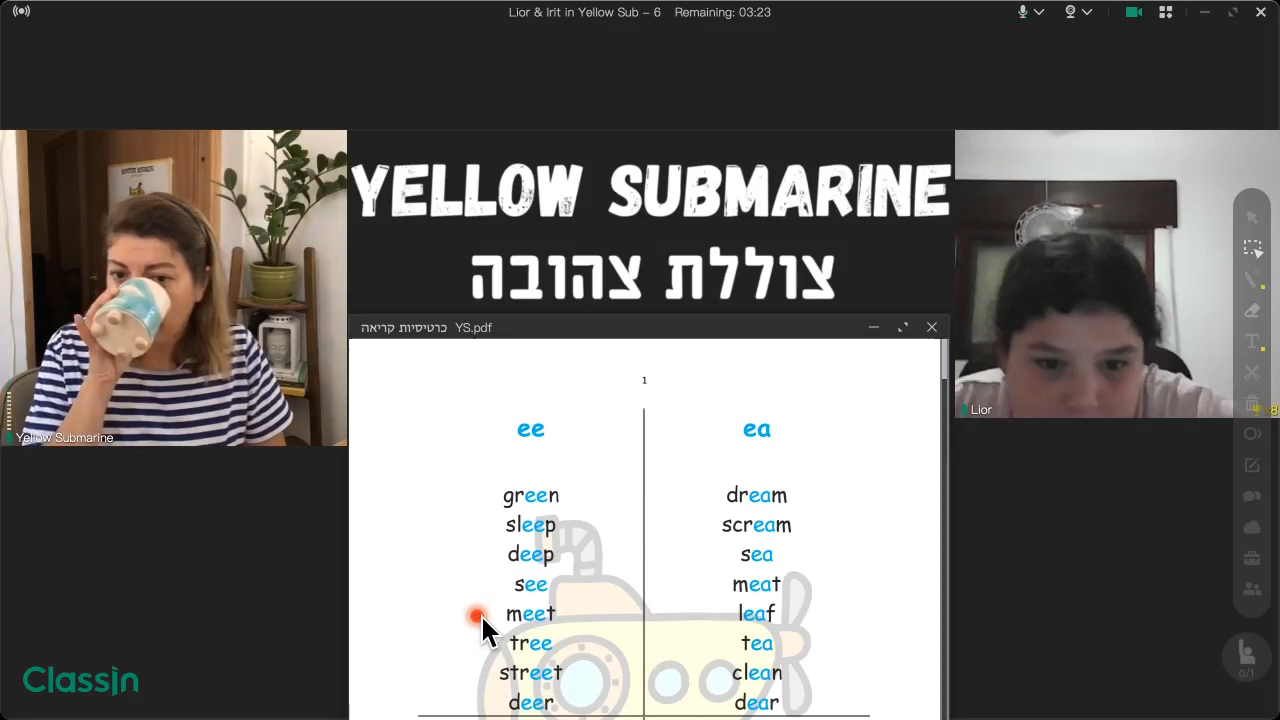 Lior & Irit in Yellow Sub - 6 Remaining: 03:23
YELLOW SUBMARINE
צוללת צהובה
כרטיסיות קריאה YS.pdf
1
ee ea
green dream
sleep scream
deep sea
see meat
meet leaf
tree tea
street clean
deer dear
Yellow Submarine
Lior
0/1
ClassIn